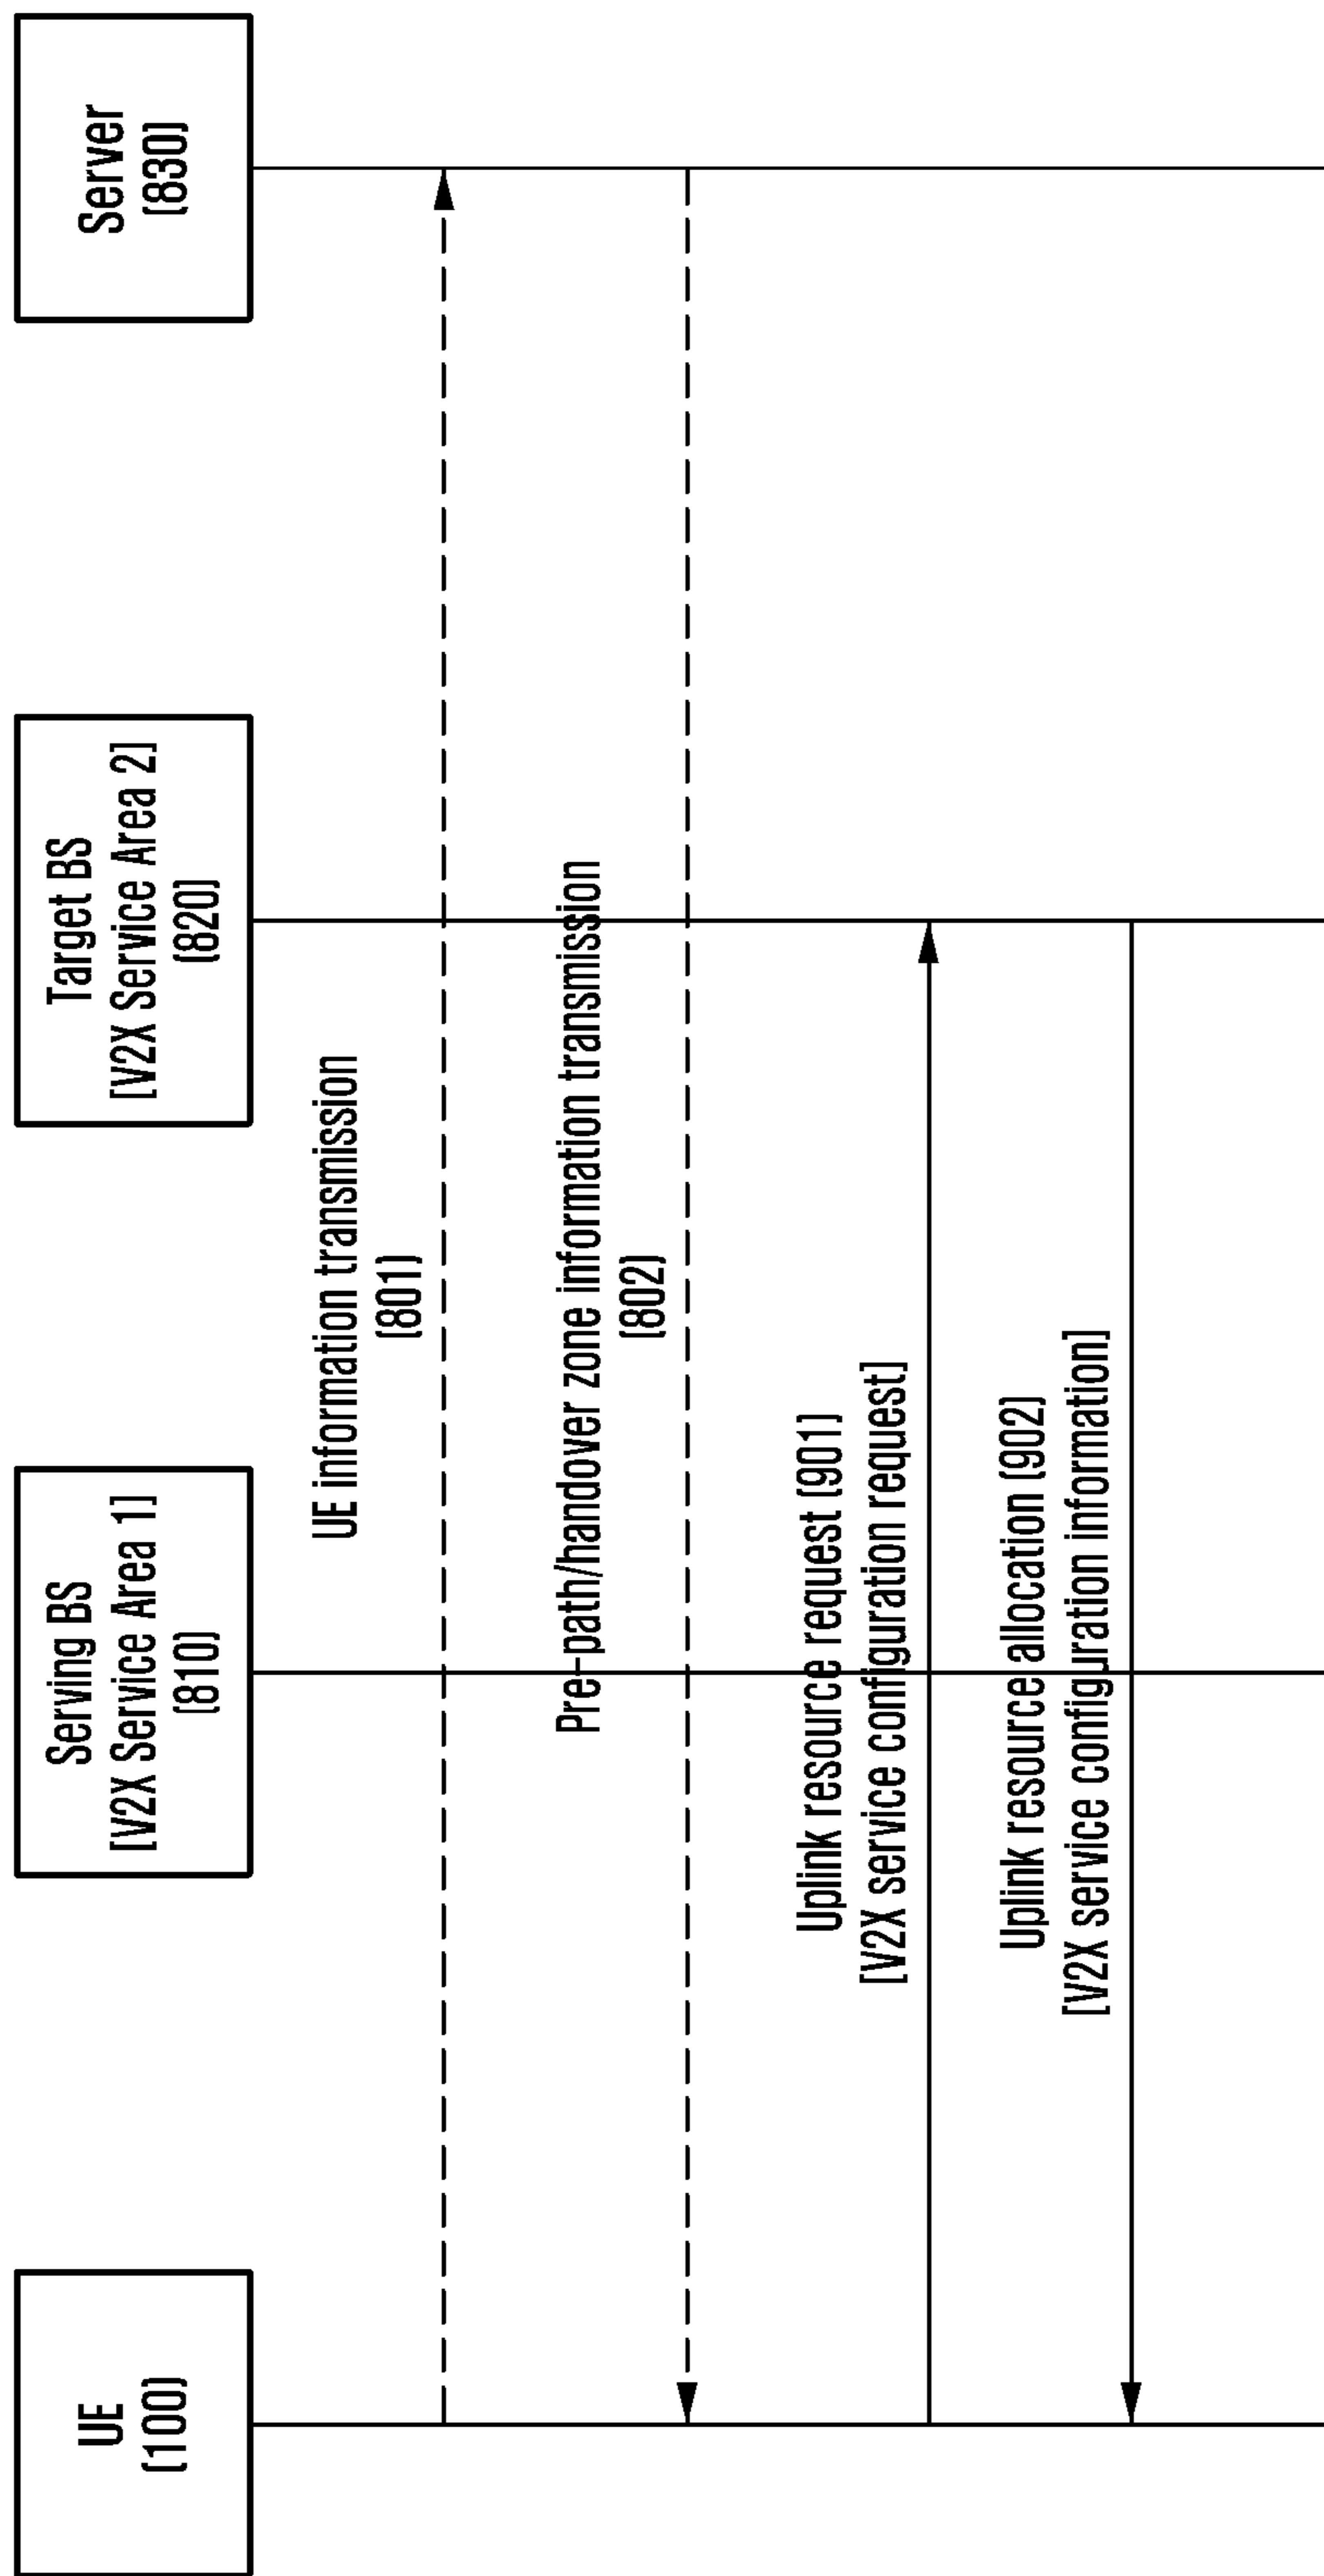 UE
(100)
Serving BS
[V2X Service Area 1]
(810)
Target BS
[V2X Service Area 2]
(820)
Server
(830)
UE information transmission
(801)
Pre-path/handover zone information transmission
(802)
Uplink resource request (901)
[V2X service configuration request]
Uplink resource allocation (902)
[V2X service configuration information]